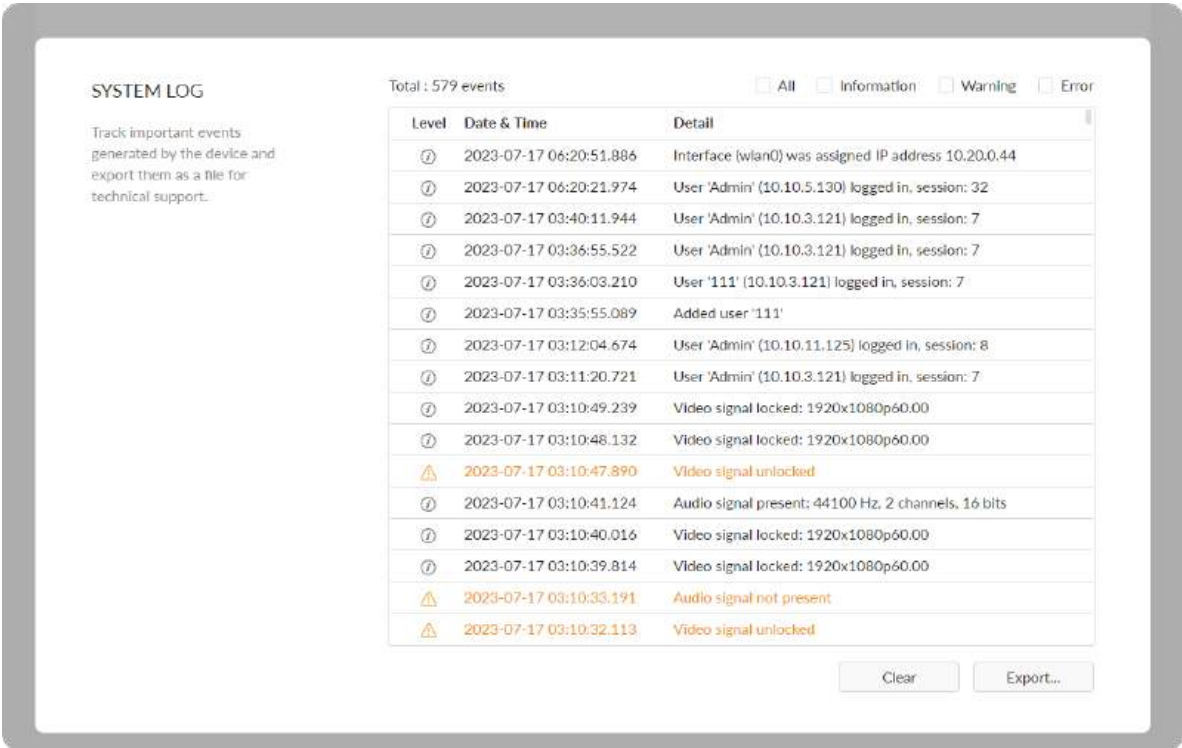 SYSTEM LOG
Track important events
generated by the device and
export them as a file for
technical support.
Total : 579 events
All Information Warning Error
Level Date & Time Detail
2023-07-17 06:20:51.886 Interface (wlan0) was assigned IP address 10.20.0.44
2023-07-17 06:20:21.974 User 'Admin' (10.10.5.130) logged in, session: 32
2023-07-17 03:40:11.944 User 'Admin' (10.10.3.121) logged in, session: 7
2023-07-17 03:36:55.522 User 'Admin' (10.10.3.121) logged in, session: 7
2023-07-17 03:36:03.210 User '111' (10.10.3.121) logged in, session: 7
2023-07-17 03:35:55.089 Added user '111'
2023-07-17 03:12:04.674 User 'Admin' (10.10.11.125) logged in, session: 8
2023-07-17 03:11:20.721 User 'Admin' (10.10.3.121) logged in, session: 7
2023-07-17 03:10:49.239 Video signal locked: 1920x1080p60.00
2023-07-17 03:10:48.132 Video signal locked: 1920x1080p60.00
2023-07-17 03:10:47.890 Video signal unlocked
2023-07-17 03:10:41.124 Audio signal present: 44100 Hz, 2 channels, 16 bits
2023-07-17 03:10:40.016 Video signal locked: 1920x1080p60.00
2023-07-17 03:10:39.814 Video signal locked: 1920x1080p60.00
2023-07-17 03:10:33.191 Audio signal not present
2023-07-17 03:10:32.113 Video signal unlocked
Clear Export...